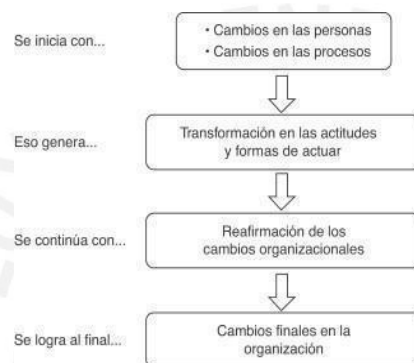 Se inicia con...
• Cambios en las personas
• Cambios en los procesos
Eso genera...
Transformación en las actitudes
y formas de actuar
Se continúa con...
Reafirmación de los
cambios organizacionales
Se logra al final...
Cambios finales en la
organización